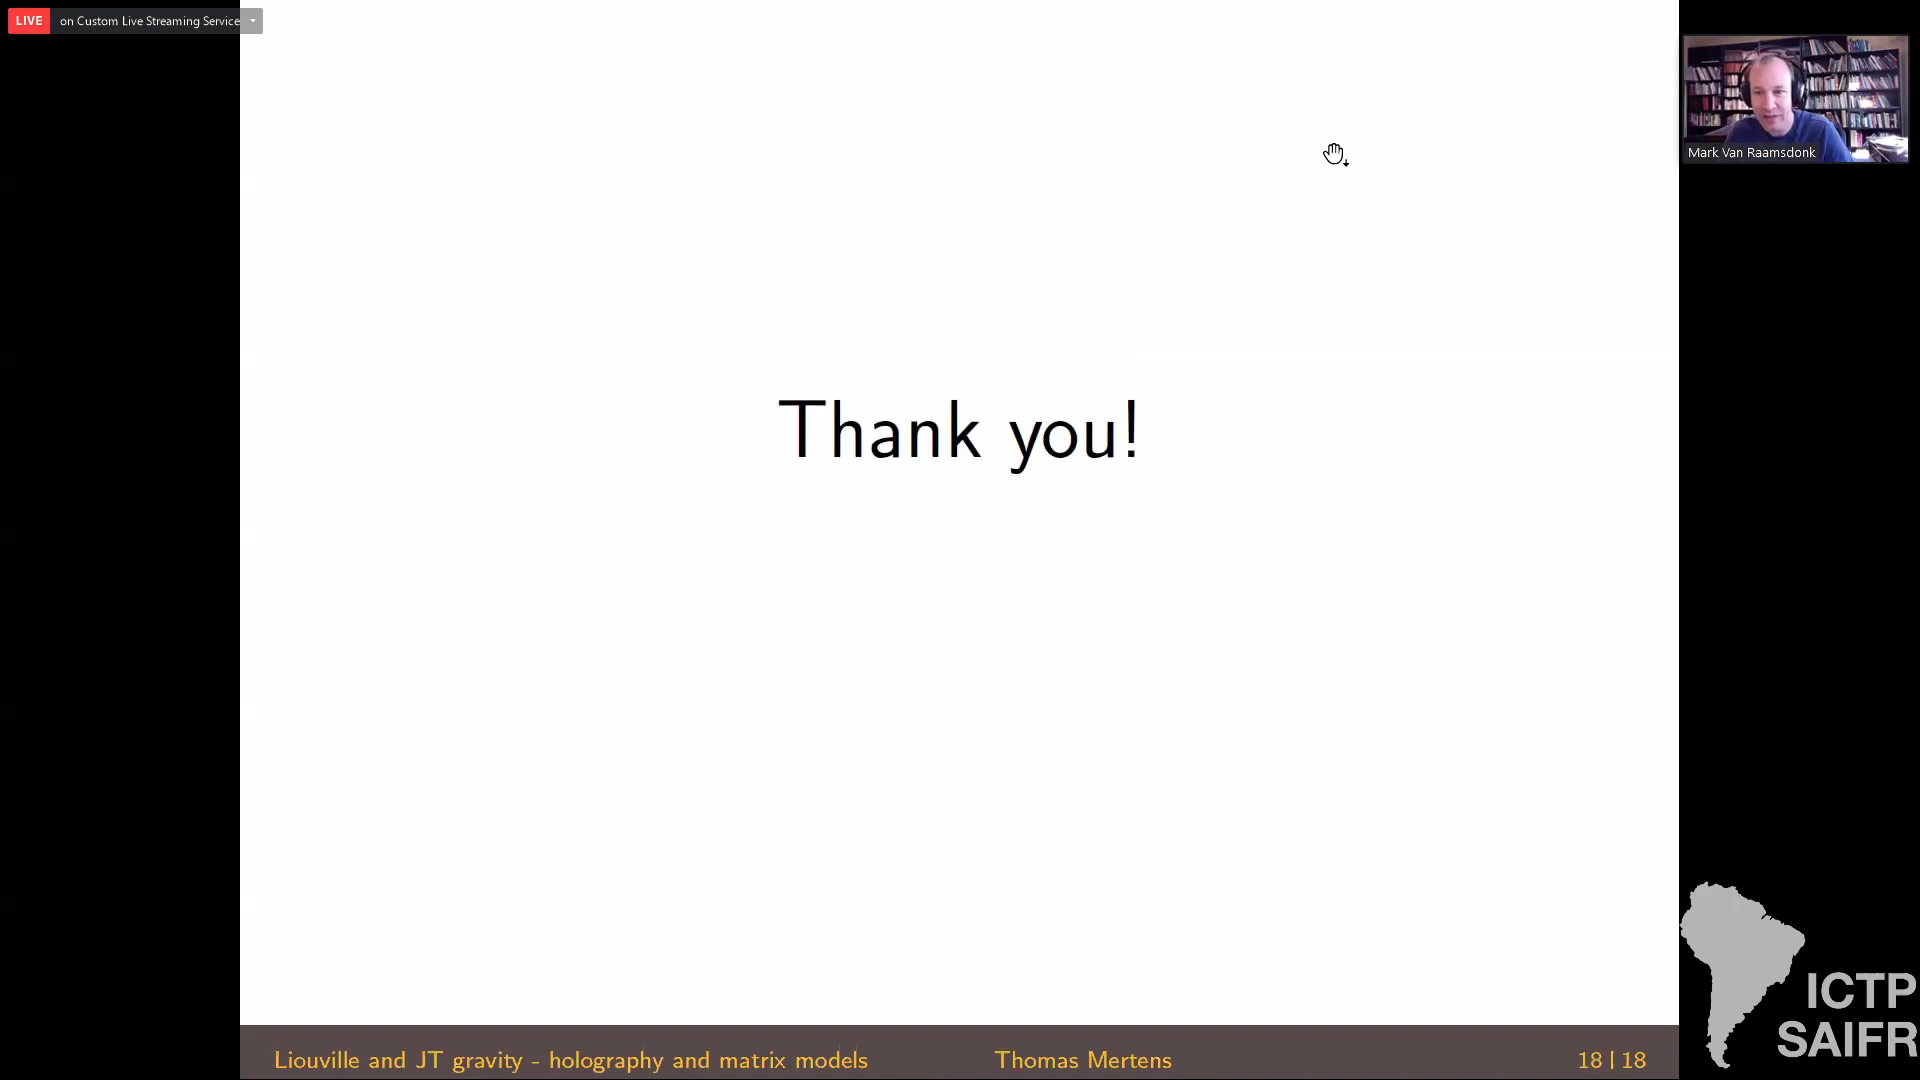 LIVE on Custom Live Streaming Service
Mark Van Raamsdonk
Thank you!
ICTP
SAIFR
Liouville and JT gravity - holography and matrix models Thomas Mertens 18 | 18